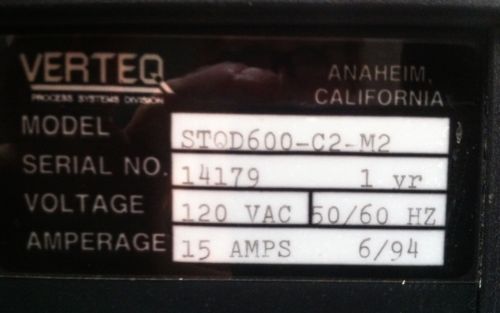 VERTEQ
PROCESS SYSTEMS DIVISION
ANAHEIM,
CALIFORNIA
MODEL STQD600-C2-M2
SERIAL NO. 14179 1 vr
VOLTAGE 120 VAC 50/60 HZ
AMPERAGE 15 AMPS 6/94